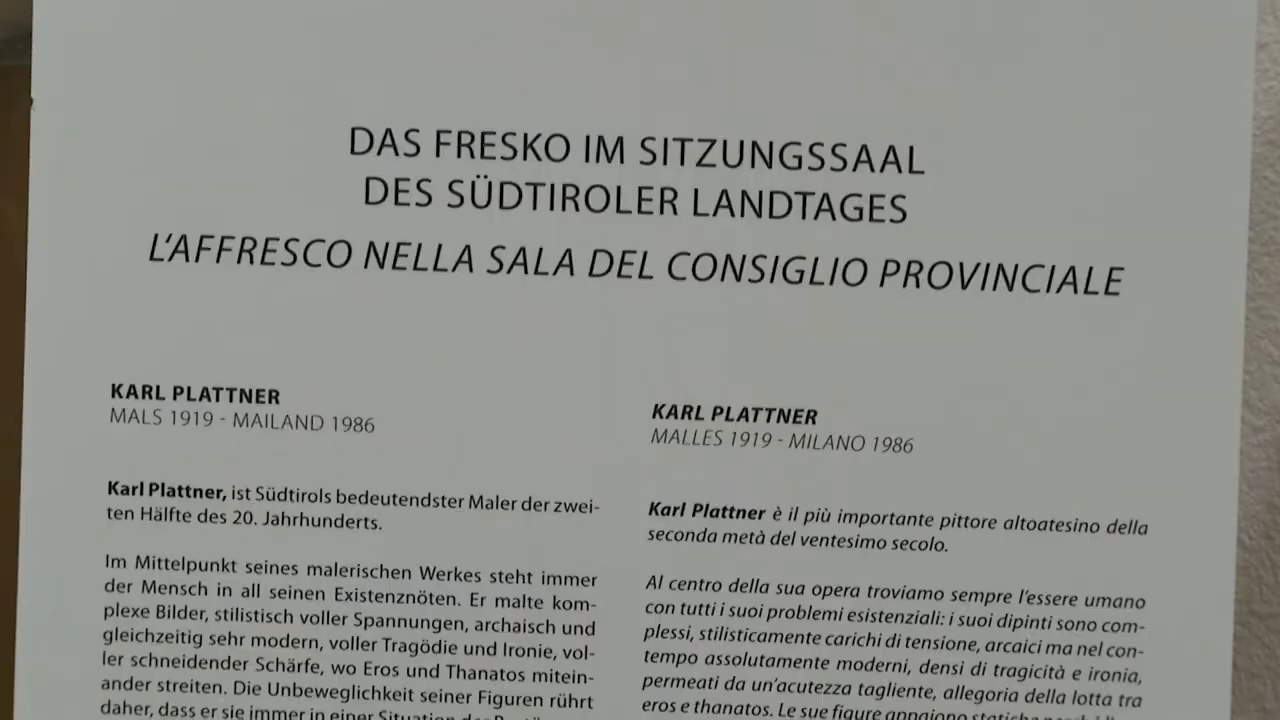 DAS FRESKO IM SITZUNGSSAAL
DES SÜDTIROLER LANDTAGES
L'AFFRESCO NELLA SALA DEL CONSIGLIO PROVINCIALE
KARL PLATTNER
MALS 1919 - MAILAND 1986
Karl Plattner, ist Südtirols bedeutendster Maler der zwei-
ten Hälfte des 20. Jahrhunderts.
Im Mittelpunkt seines malerischen Werkes steht immer
der Mensch in all seinen Existenznöten. Er malte kom-
plexe Bilder, stilistisch voller Spannungen, archaisch und
gleichzeitig sehr modern, voller Tragödie und Ironie, vol-
ler schneidender Schärfe, wo Eros und Thanatos mitein-
ander streiten. Die Unbeweglichkeit seiner Figuren rührt
daher, dass er sie immer in einer Situation
KARL PLATTNER
MALLES 1919 - MILANO 1986
Karl Plattner è il più importante pittore altoatesino della
seconda metà del ventesimo secolo.
Al centro della sua opera troviamo sempre l'essere umano
con tutti i suoi problemi esistenziali: i suoi dipinti sono com-
plessi, stilisticamente carichi di tensione, arcaici ma nel con-
tempo assolutamente moderni, densi di tragicità e ironia,
permeati da un'acutezza tagliente, allegoria della lotta tra
eros e thanatos. Le sue figure appaiono statiche